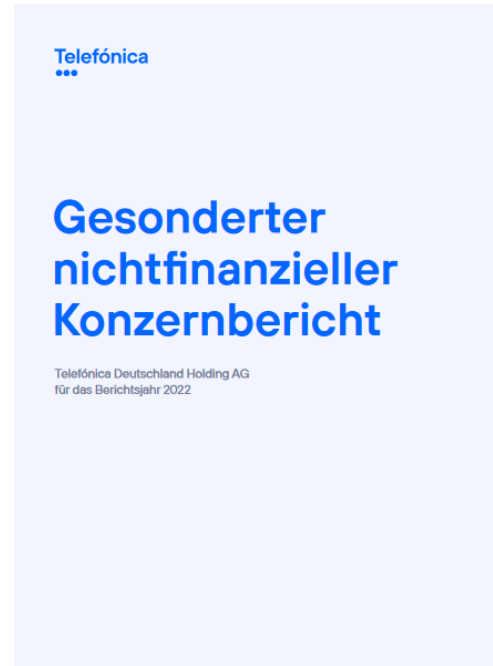 Telefónica
Gesonderter
nichtfinanzieller
Konzernbericht
Telefónica Deutschland Holding AG
für das Berichtsjahr 2022